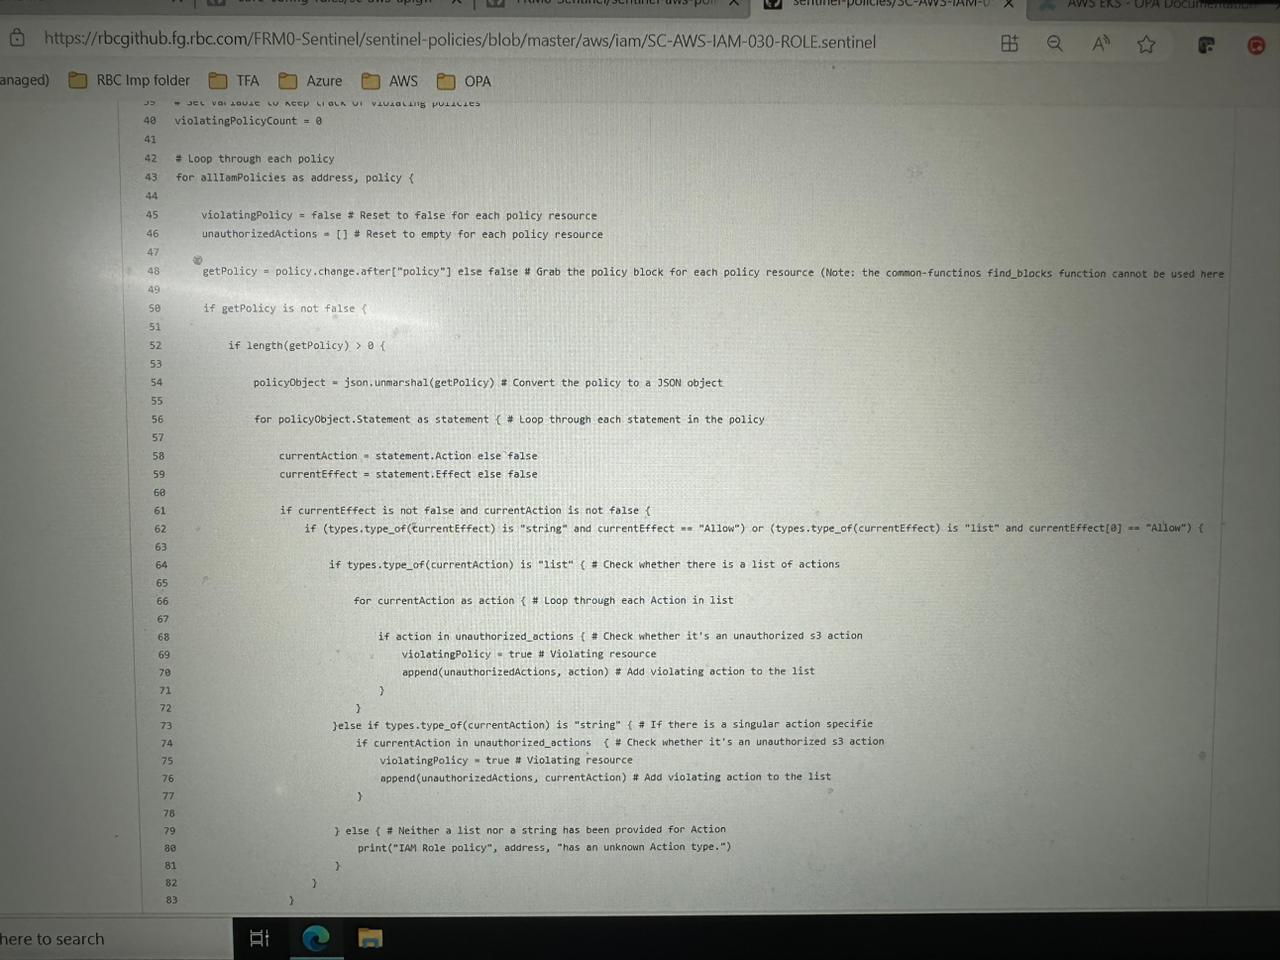 sentinel-policies/SC-AWS-IAM-0
AWS EKS - OPA Documentation
https://rbcgithub.fg.rbc.com/FRM0-Sentinel/sentinel-policies/blob/master/aws/iam/SC-AWS-IAM-030-ROLE.sentinel
anaged) RBC Imp folder TFA Azure AWS OPA
39 # Set variable to keep track of violating policies
40 violatingPolicyCount = 0
41
42 # Loop through each policy
43 for allIamPolicies as address, policy {
44
45 violatingPolicy = false # Reset to false for each policy resource
46 unauthorizedActions = [] # Reset to empty for each policy resource
47
48 getPolicy = policy.change.after["policy"] else false # Grab the policy block for each policy resource (Note: the common-functinos find_blocks function cannot be used here
49
50 if getPolicy is not false {
51
52 if length(getPolicy) > 0 {
53
54 policyObject = json.unmarshal(getPolicy) # Convert the policy to a JSON object
55
56 for policyObject.Statement as statement { # Loop through each statement in the policy
57
58 currentAction = statement.Action else false
59 currentEffect = statement.Effect else false
60
61 if currentEffect is not false and currentAction is not false {
62 if (types.type_of(currentEffect) is "string" and currentEffect == "Allow") or (types.type_of(currentEffect) is "list" and currentEffect[0] == "Allow") {
63
64 if types.type_of(currentAction) is "list" { # Check whether there is a list of actions
65
66 for currentAction as action { # Loop through each Action in list
67
68 if action in unauthorized_actions { # Check whether it's an unauthorized s3 action
69 violatingPolicy = true # Violating resource
70 append(unauthorizedActions, action) # Add violating action to the list
71 }
72 }
73 }else if types.type_of(currentAction) is "string" { # If there is a singular action specifie
74 if currentAction in unauthorized_actions { # Check whether it's an unauthorized s3 action
75 violatingPolicy = true # Violating resource
76 append(unauthorizedActions, currentAction) # Add violating action to the list
77 }
78
79 } else { # Neither a list nor a string has been provided for Action
80 print("IAM Role policy", address, "has an unknown Action type.")
81 }
82 }
83 }
here to search